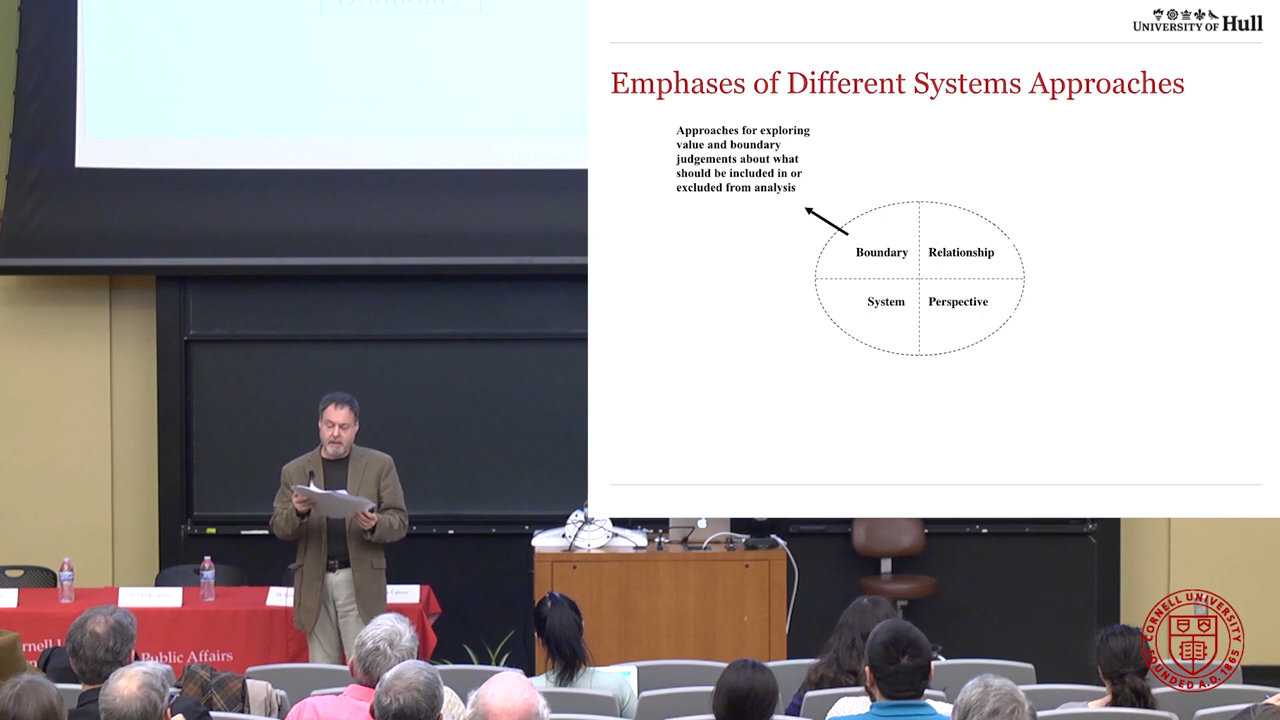 UNIVERSITY OF Hull
Emphases of Different Systems Approaches
Approaches for exploring
value and boundary
judgements about what
should be included in or
excluded from analysis
Boundary
Relationship
System
Perspective
Public Affairs
CORNELL UNIVERSITY
FOUNDED A.D. 1865